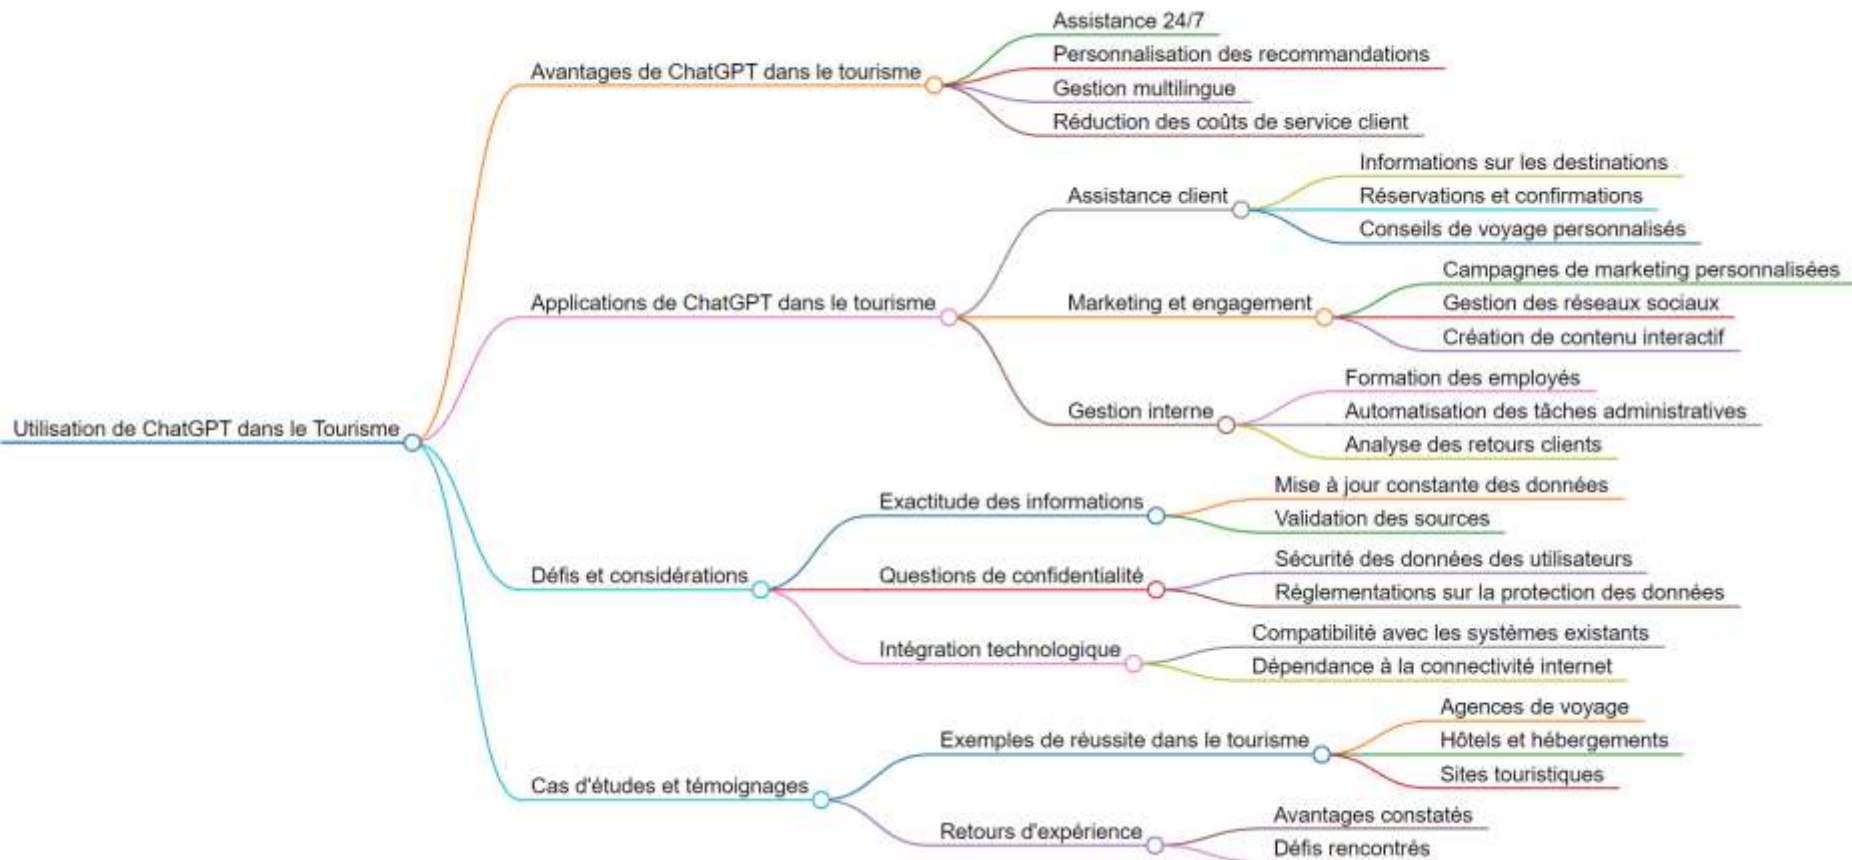 Utilisation de ChatGPT dans le Tourisme
Avantages de ChatGPT dans le tourisme
Assistance 24/7
Personnalisation des recommandations
Gestion multilingue
Réduction des coûts de service client
Applications de ChatGPT dans le tourisme
Assistance client
Informations sur les destinations
Réservations et confirmations
Conseils de voyage personnalisés
Marketing et engagement
Campagnes de marketing personnalisées
Gestion des réseaux sociaux
Création de contenu interactif
Gestion interne
Formation des employés
Automatisation des tâches administratives
Analyse des retours clients
Défis et considérations
Exactitude des informations
Mise à jour constante des données
Validation des sources
Questions de confidentialité
Sécurité des données des utilisateurs
Réglementations sur la protection des données
Intégration technologique
Compatibilité avec les systèmes existants
Dépendance à la connectivité internet
Cas d'études et témoignages
Exemples de réussite dans le tourisme
Agences de voyage
Hôtels et hébergements
Sites touristiques
Retours d'expérience
Avantages constatés
Défis rencontrés